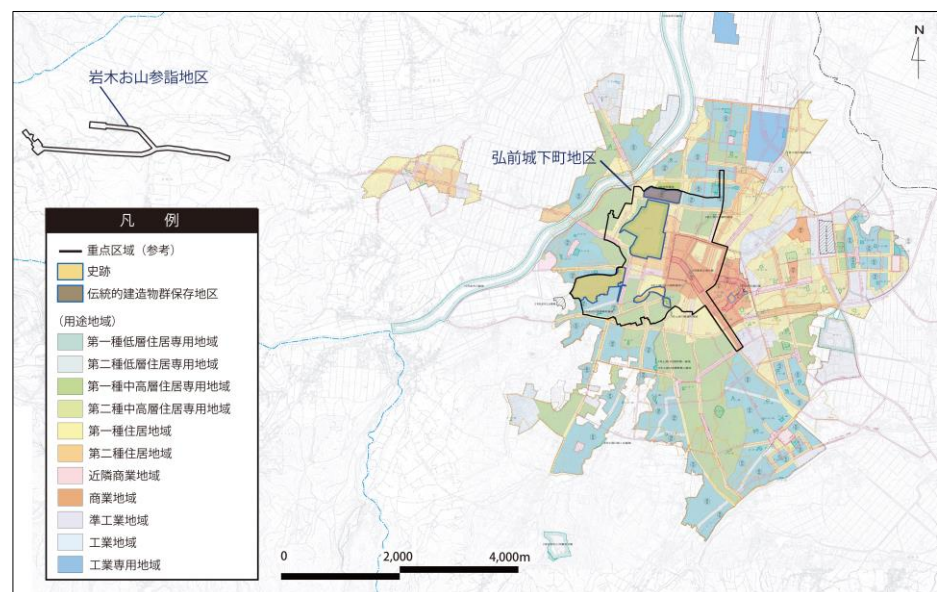 N
岩木お山参詣地区
弘前城下町地区
凡 例
重点区域(参考)
史跡
伝統的建造物群保存地区
(用途地域)
第一種低層住居専用地域
第二種低層住居専用地域
第一種中高層住居専用地域
第二種中高層住居専用地域
第一種住居地域
第二種住居地域
近隣商業地域
商業地域
準工業地域
工業地域
工業専用地域
0 2,000 4,000m